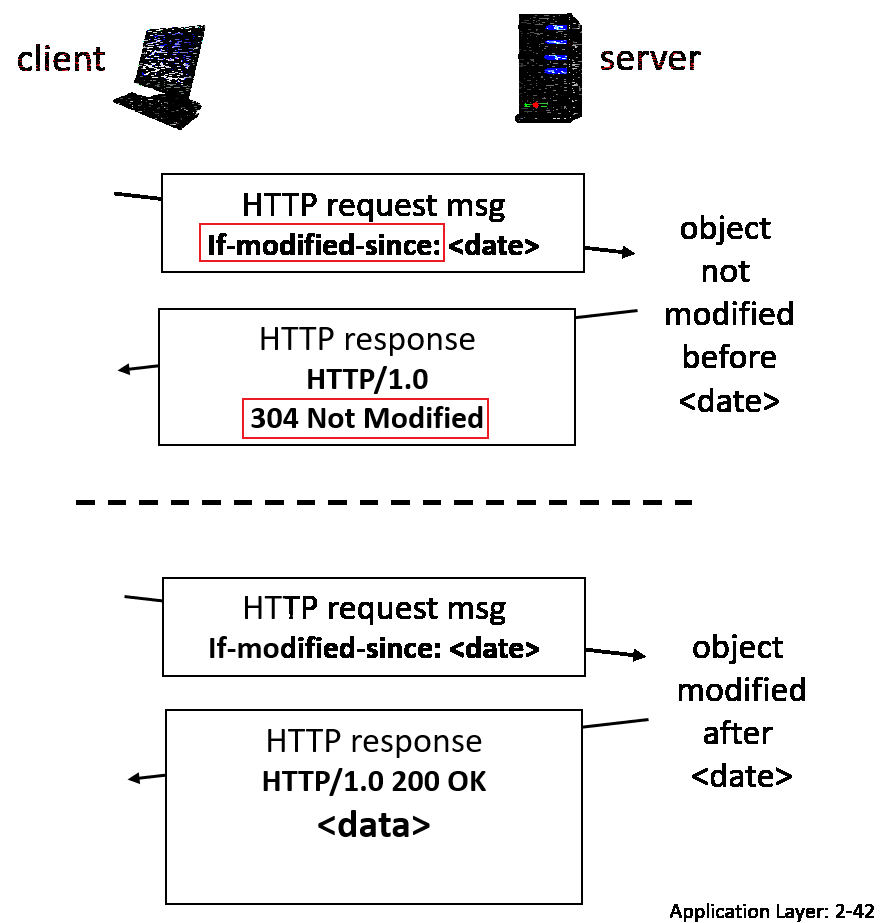 client
server
HTTP request msg
If-modified-since: <date>
object
not
modified
before
<date>
HTTP response
HTTP/1.0
304 Not Modified
HTTP request msg
If-modified-since: <date>
object
modified
after
<date>
HTTP response
HTTP/1.0 200 OK
<data>
Application Layer: 2-42